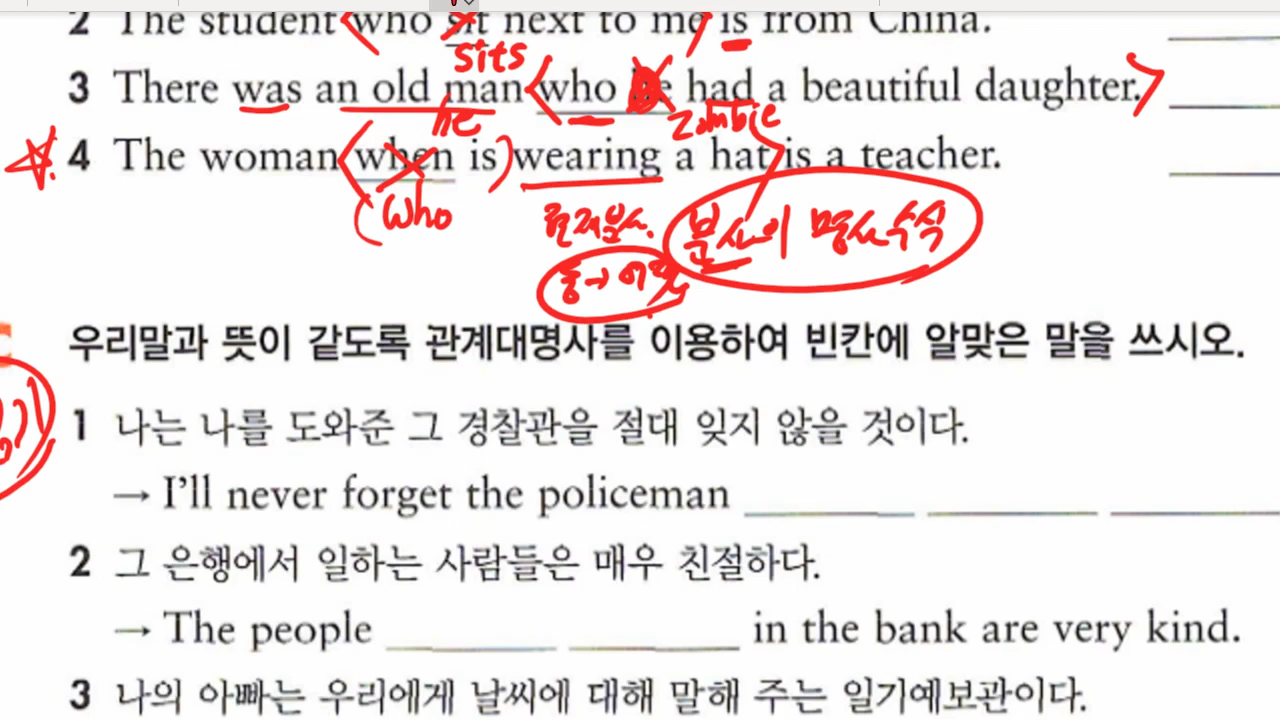 2 The student who sit next to me is from China.
sits
3 There was an old man who he had a beautiful daughter.
he zombie
4 The woman when is wearing a hat is a teacher.
(who 현재분사. 분사이 명사수식
우리말과 뜻이 같도록 관계대명사를 이용하여 빈칸에 알맞은 말을 쓰시오.
1 나는 나를 도와준 그 경찰관을 절대 잊지 않을 것이다.
→ I'll never forget the policeman
2 그 은행에서 일하는 사람들은 매우 친절하다.
→ The people in the bank are very kind.
3 나의 아빠는 우리에게 날씨에 대해 말해 주는 일기예보관이다.